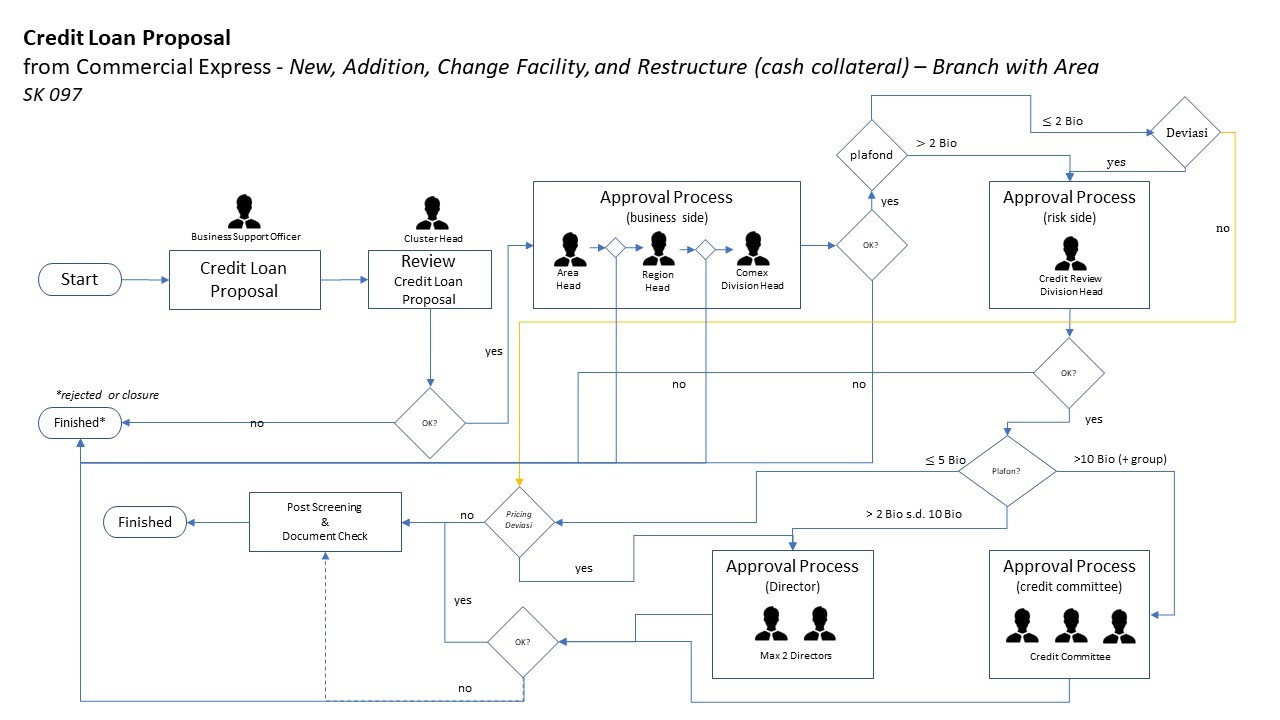 Credit Loan Proposal
from Commercial Express - New, Addition, Change Facility, and Restructure (cash collateral) – Branch with Area
SK 097
≤ 2 Bio
Deviasi
plafond
> 2 Bio
yes
no
Business Support Officer
Cluster Head
Approval Process
(business side)
yes
Approval Process
(risk side)
Start
Credit Loan
Proposal
Review
Credit Loan
Proposal
Area
Head
Region
Head
Comex
Division Head
OK?
Credit Review
Division Head
yes
OK?
no
no
*rejected or closure
Finished*
no
OK?
yes
≤ 5 Bio
Plafon?
>10 Bio (+ group)
Finished
Post Screening
&
Document Check
no
Pricing
Deviasi
> 2 Bio s.d. 10 Bio
yes
Approval Process
(Director)
Max 2 Directors
Approval Process
(credit committee)
Credit Committee
yes
OK?
no